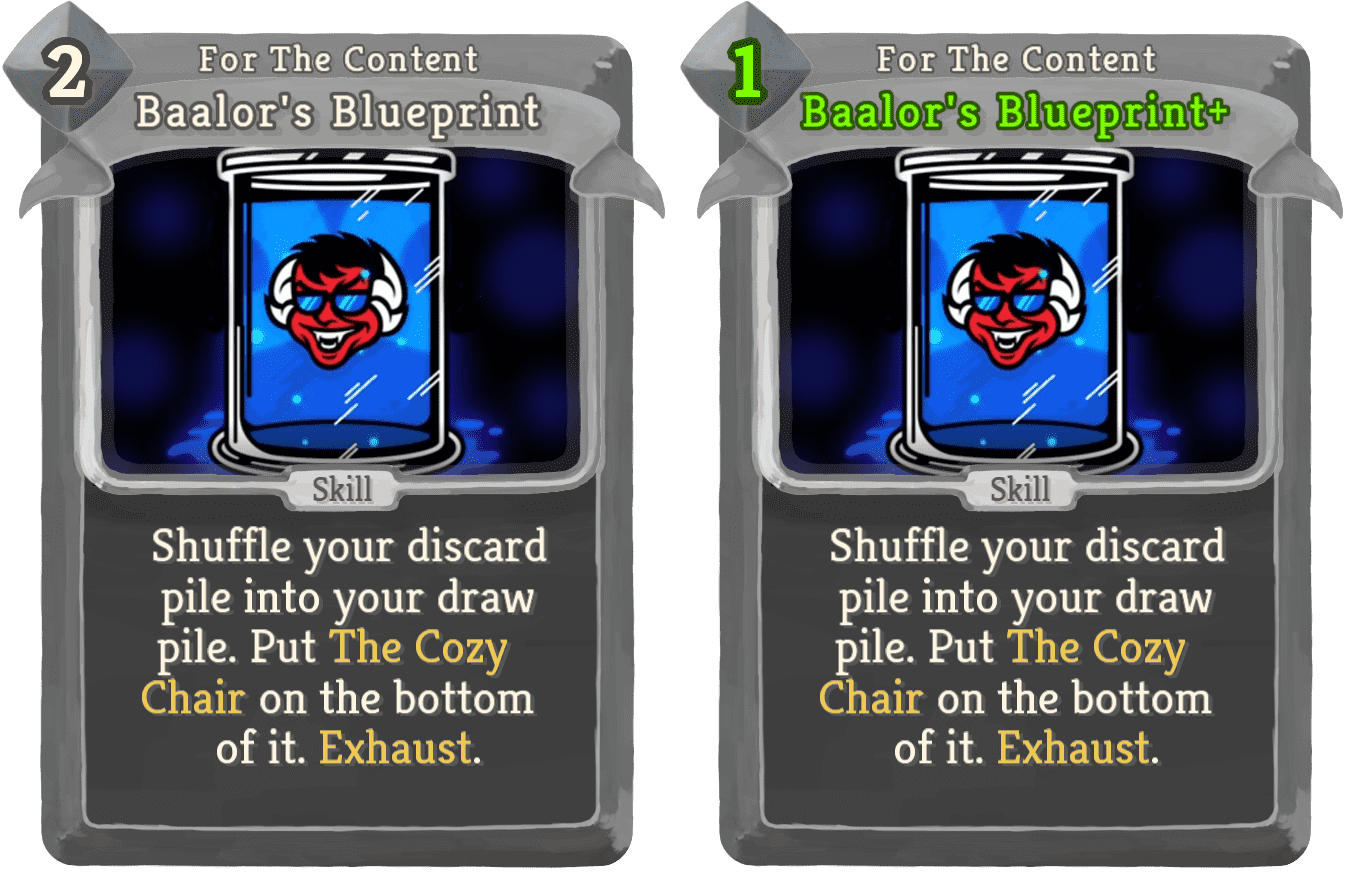 2
For The Content
Baalor's Blueprint
Skill
Shuffle your discard
pile into your draw
pile. Put The Cozy
Chair on the bottom
of it. Exhaust.
1
For The Content
Baalor's Blueprint+
Skill
Shuffle your discard
pile into your draw
pile. Put The Cozy
Chair on the bottom
of it. Exhaust.